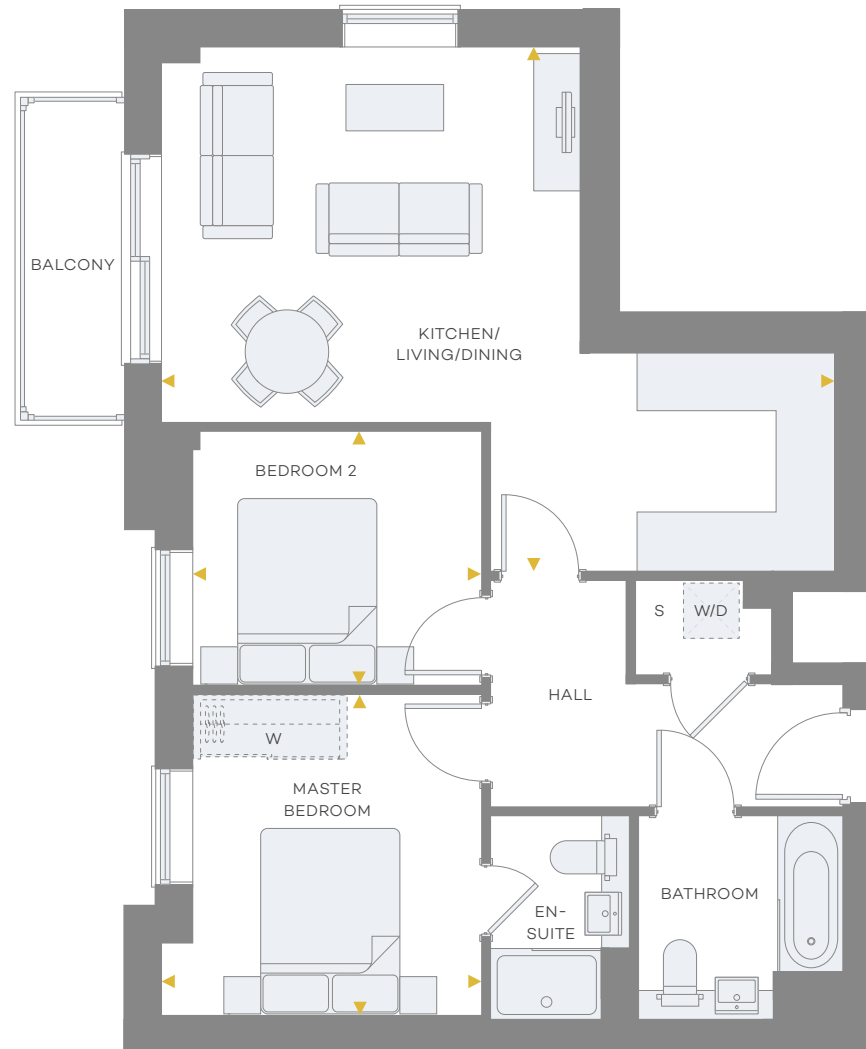 BALCONY
KITCHEN/
LIVING/DINING
BEDROOM 2
S
W/D
HALL
W
MASTER
BEDROOM
EN-
SUITE
BATHROOM